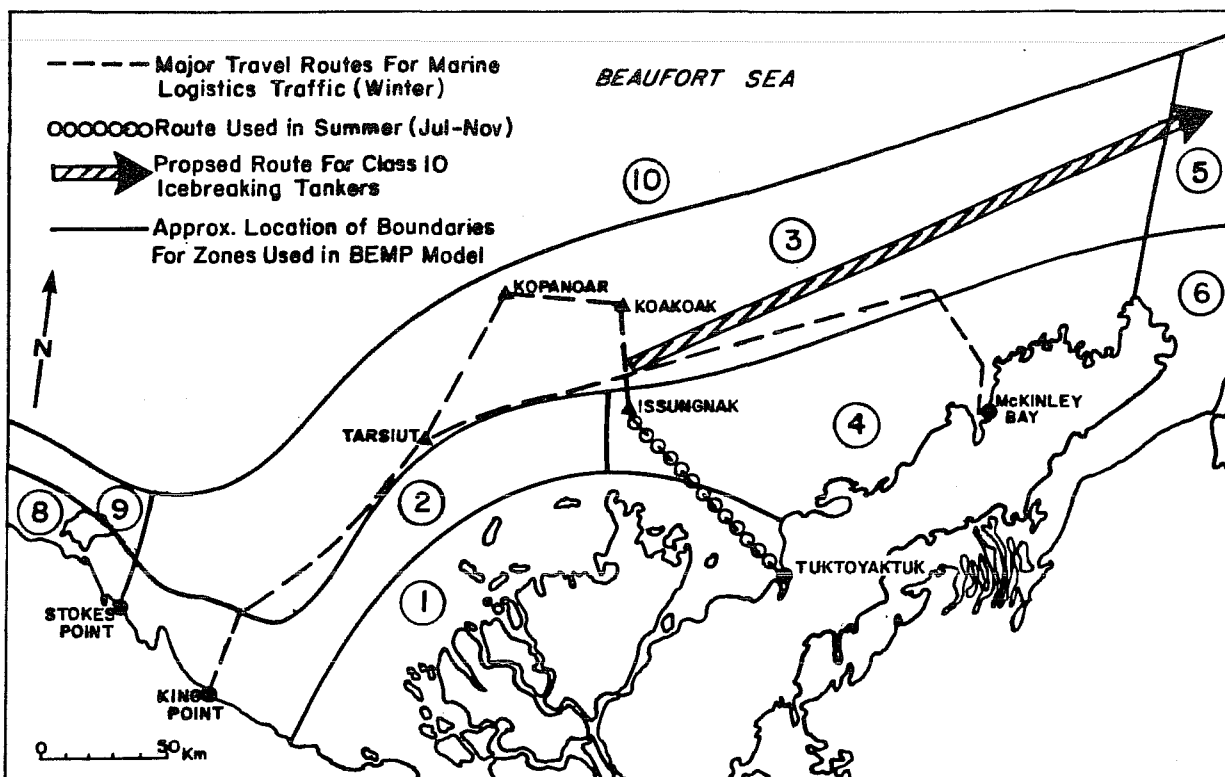 Major Travel Routes For Marine
Logistics Traffic (Winter)
Route Used in Summer (Jul-Nov)
Propsed Route For Class 10
Icebreaking Tankers
Approx. Location of Boundaries
For Zones Used in BEMP Model
BEAUFORT SEA
N
10
5
3
6
KOPANOAR
KOAKOAK
ISSUNGNAK
McKINLEY
BAY
TARSIUT
4
8
9
2
TUKTOYAKTUK
1
STOKES
POINT
KING
POINT
0
50 Km